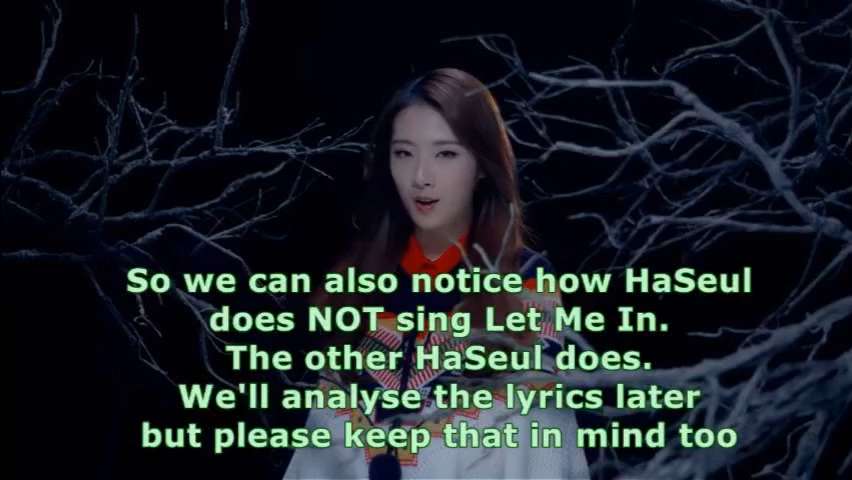 So we can also notice how HaSeul
does NOT sing Let Me In.
The other HaSeul does.
We'll analyse the lyrics later
but please keep that in mind too